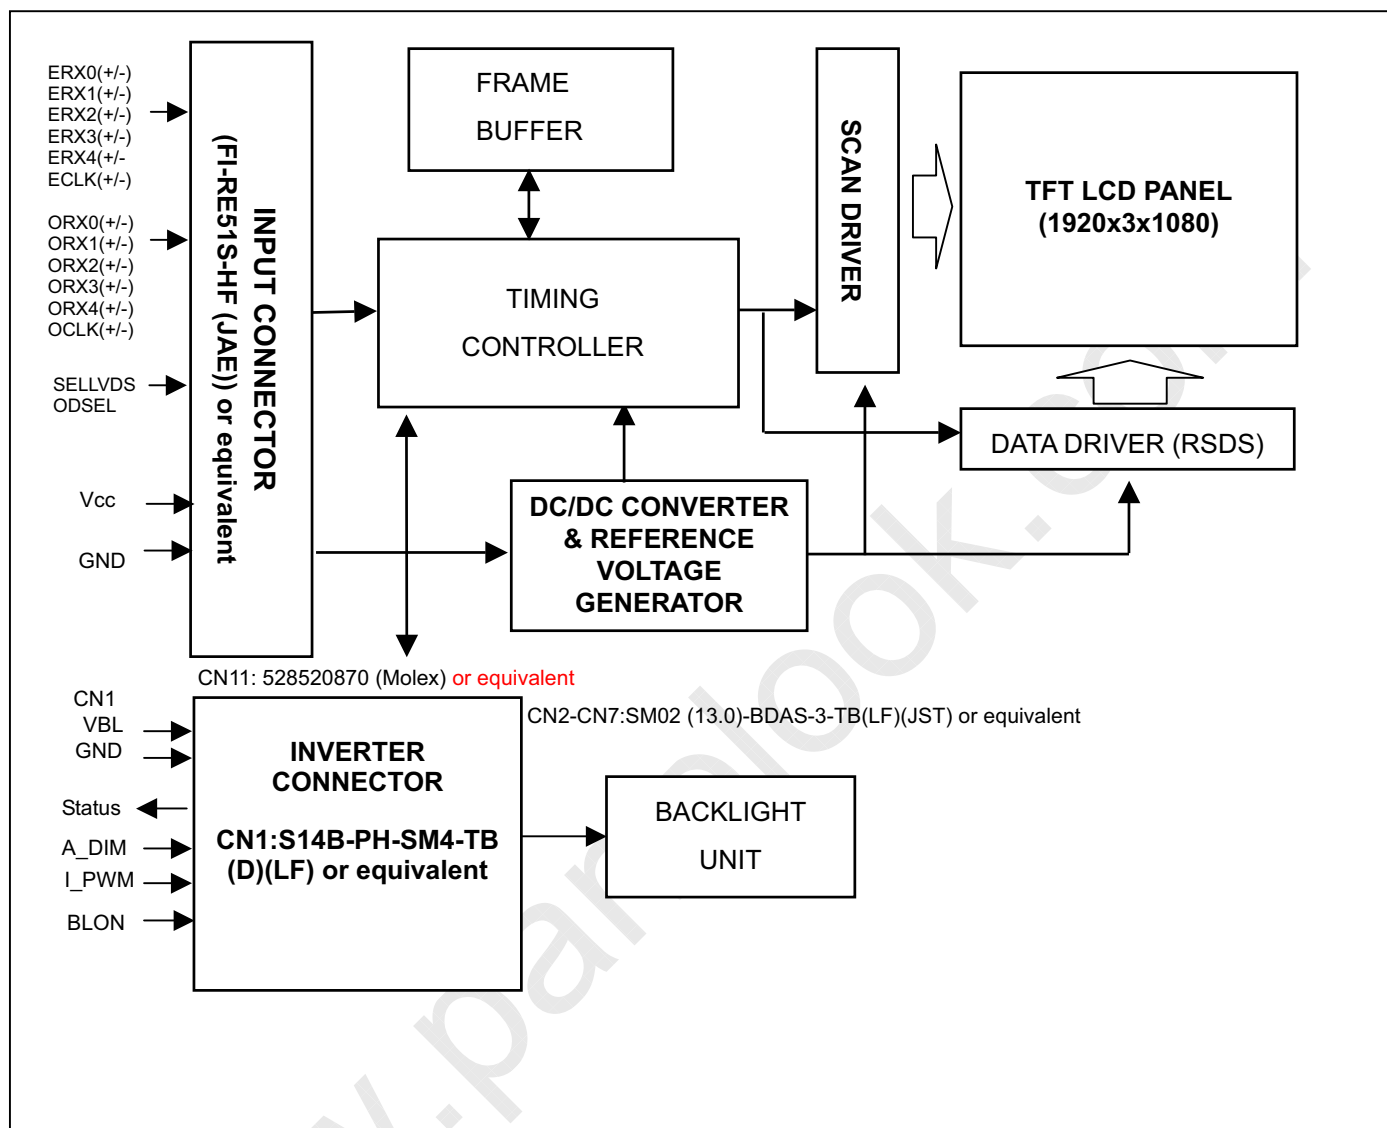 ERX0(+/-)
ERX1(+/-)
ERX2(+/-)
ERX3(+/-)
ERX4(+/-
ECLK(+/-)
ORX0(+/-)
ORX1(+/-)
ORX2(+/-)
ORX3(+/-)
ORX4(+/-)
OCLK(+/-)
SELLVDS
ODSEL
Vcc
GND
INPUT CONNECTOR
(FI-RE51S-HF (JAE)) or equivalent
FRAME
BUFFER
TIMING
CONTROLLER
SCAN DRIVER
TFT LCD PANEL
(1920x3x1080)
DATA DRIVER (RSDS)
DC/DC CONVERTER
& REFERENCE
VOLTAGE
GENERATOR
CN11: 528520870 (Molex) or equivalent
CN2-CN7:SM02 (13.0)-BDAS-3-TB(LF)(JST) or equivalent
CN1
VBL
GND
Status
A_DIM
I_PWM
BLON
INVERTER
CONNECTOR
CN1:S14B-PH-SM4-TB
(D)(LF) or equivalent
BACKLIGHT
UNIT